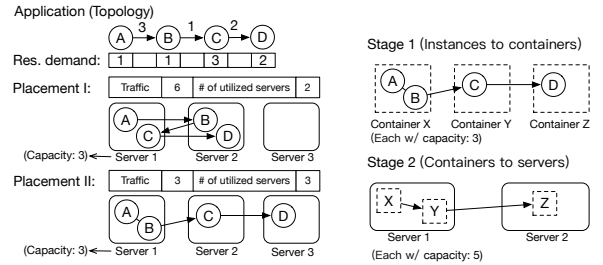 Application (Topology)
3 1 2
A B C D
Res. demand: 1 1 3 2
Placement I: Traffic 6 # of utilized servers 2
A B
C D
(Capacity: 3) Server 1 Server 2 Server 3
Placement II: Traffic 3 # of utilized servers 3
A
B C D
(Capacity: 3) Server 1 Server 2 Server 3
Stage 1 (Instances to containers)
A
B C D
Container X Container Y Container Z
(Each w/ capacity: 3)
Stage 2 (Containers to servers)
X Y Z
Server 1 Server 2
(Each w/ capacity: 5)